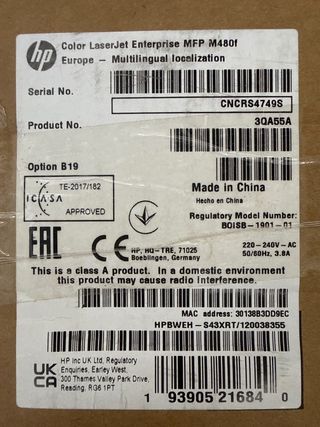 hp Color LaserJet Enterprise MFP M480f
Europe - Multilingual localization
Serial No.
CNCRS4749S
Product No.
3QA55A
Option B19
TE-2017/182
ICASA
APPROVED
Made in China
Hecho en China
Regulatory Model Number:
BOISB-1901-01
EAC
CE
HP, HQ-TRE, 71025
Boeblingen, Germany
220-240V~AC
50/60Hz, 3.8A
This is a class A product. In a domestic environment
this product may cause radio interference.
MAC address: 30138B3DD9EC
HPBWEH - S43XRT/120038355
UK
CA
HP Inc UK Ltd, Regulatory
Enquiries, Earley West,
300 Thames Valley Park Drive,
Reading, RG6 1PT
1 93905 21684 0